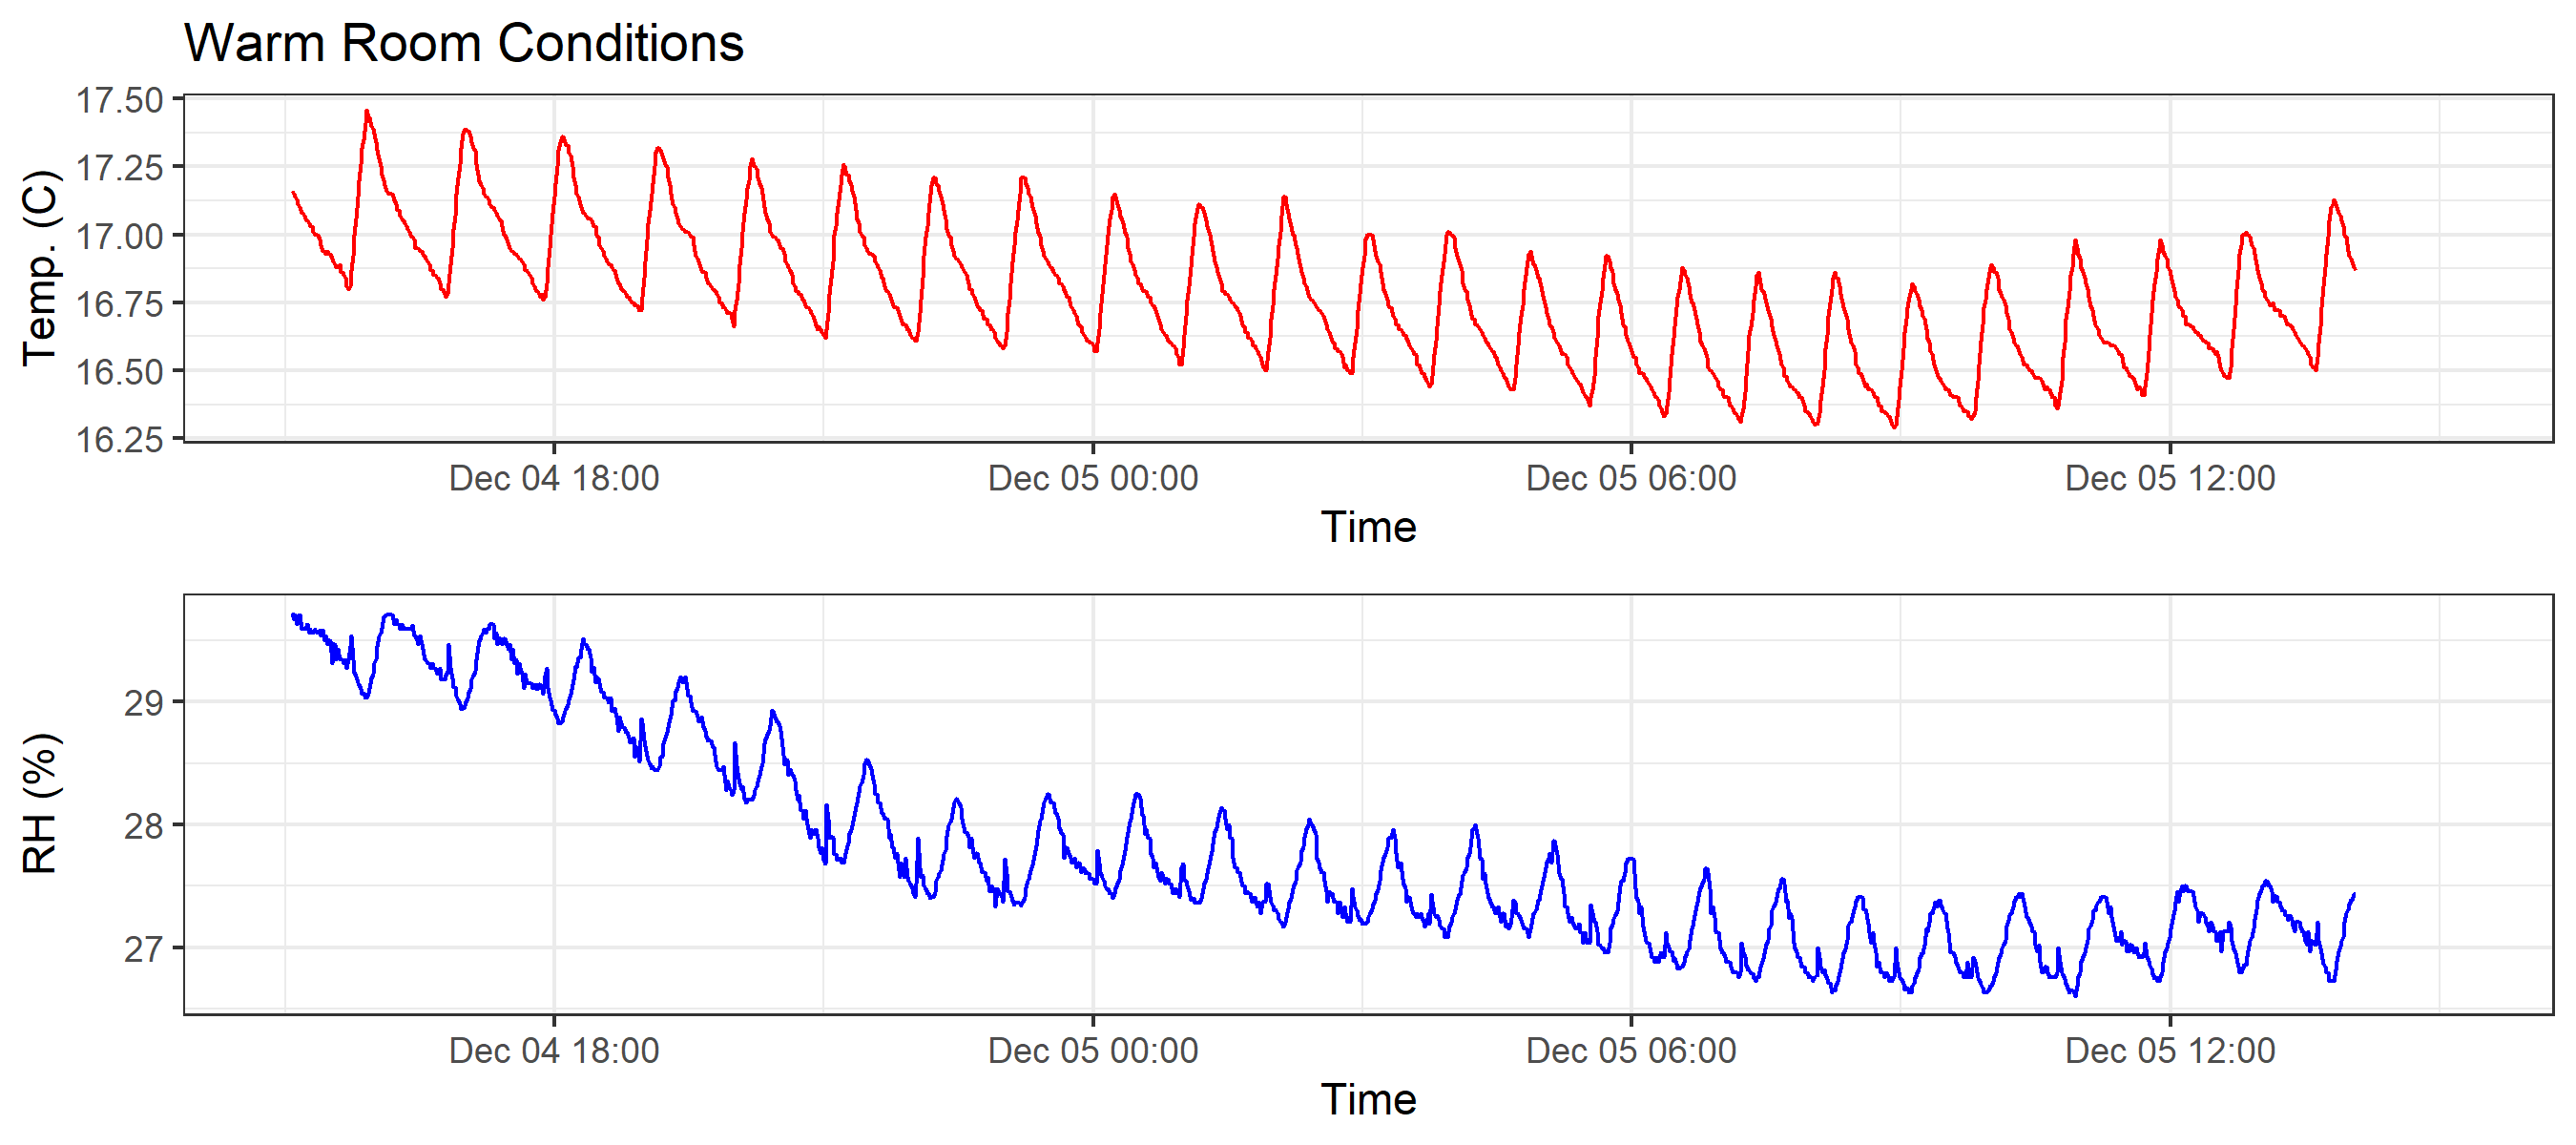 Warm Room Conditions
Temp. (C)
17.50
17.25
17.00
16.75
16.50
16.25
Dec 04 18:00 Dec 05 00:00 Dec 05 06:00 Dec 05 12:00
Time
RH (%)
29
28
27
Dec 04 18:00 Dec 05 00:00 Dec 05 06:00 Dec 05 12:00
Time